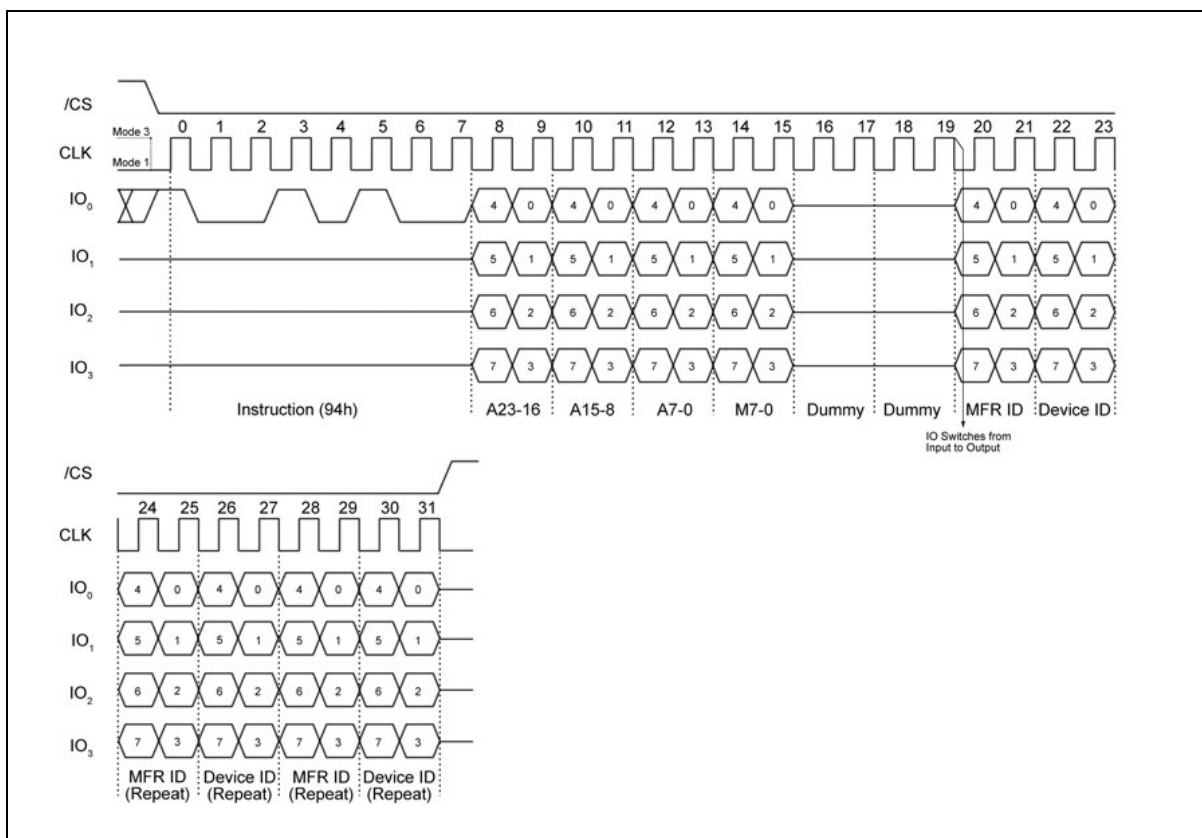 /CS
Mode 3
0 1 2 3 4 5 6 7 8 9 10 11 12 13 14 15 16 17 18 19 20 21 22 23
CLK
Mode 1
IO0
4 0 4 0 4 0 4 0 4 0 4 0
IO1
5 1 5 1 5 1 5 1 5 1 5 1
IO2
6 2 6 2 6 2 6 2 6 2 6 2
IO3
7 3 7 3 7 3 7 3 7 3 7 3
Instruction (94h) A23-16 A15-8 A7-0 M7-0 Dummy Dummy MFR ID Device ID
IO Switches from
Input to Output
/CS
24 25 26 27 28 29 30 31
CLK
IO0
4 0 4 0 4 0 4 0
IO1
5 1 5 1 5 1 5 1
IO2
6 2 6 2 6 2 6 2
IO3
7 3 7 3 7 3 7 3
MFR ID Device ID MFR ID Device ID
(Repeat) (Repeat) (Repeat) (Repeat)